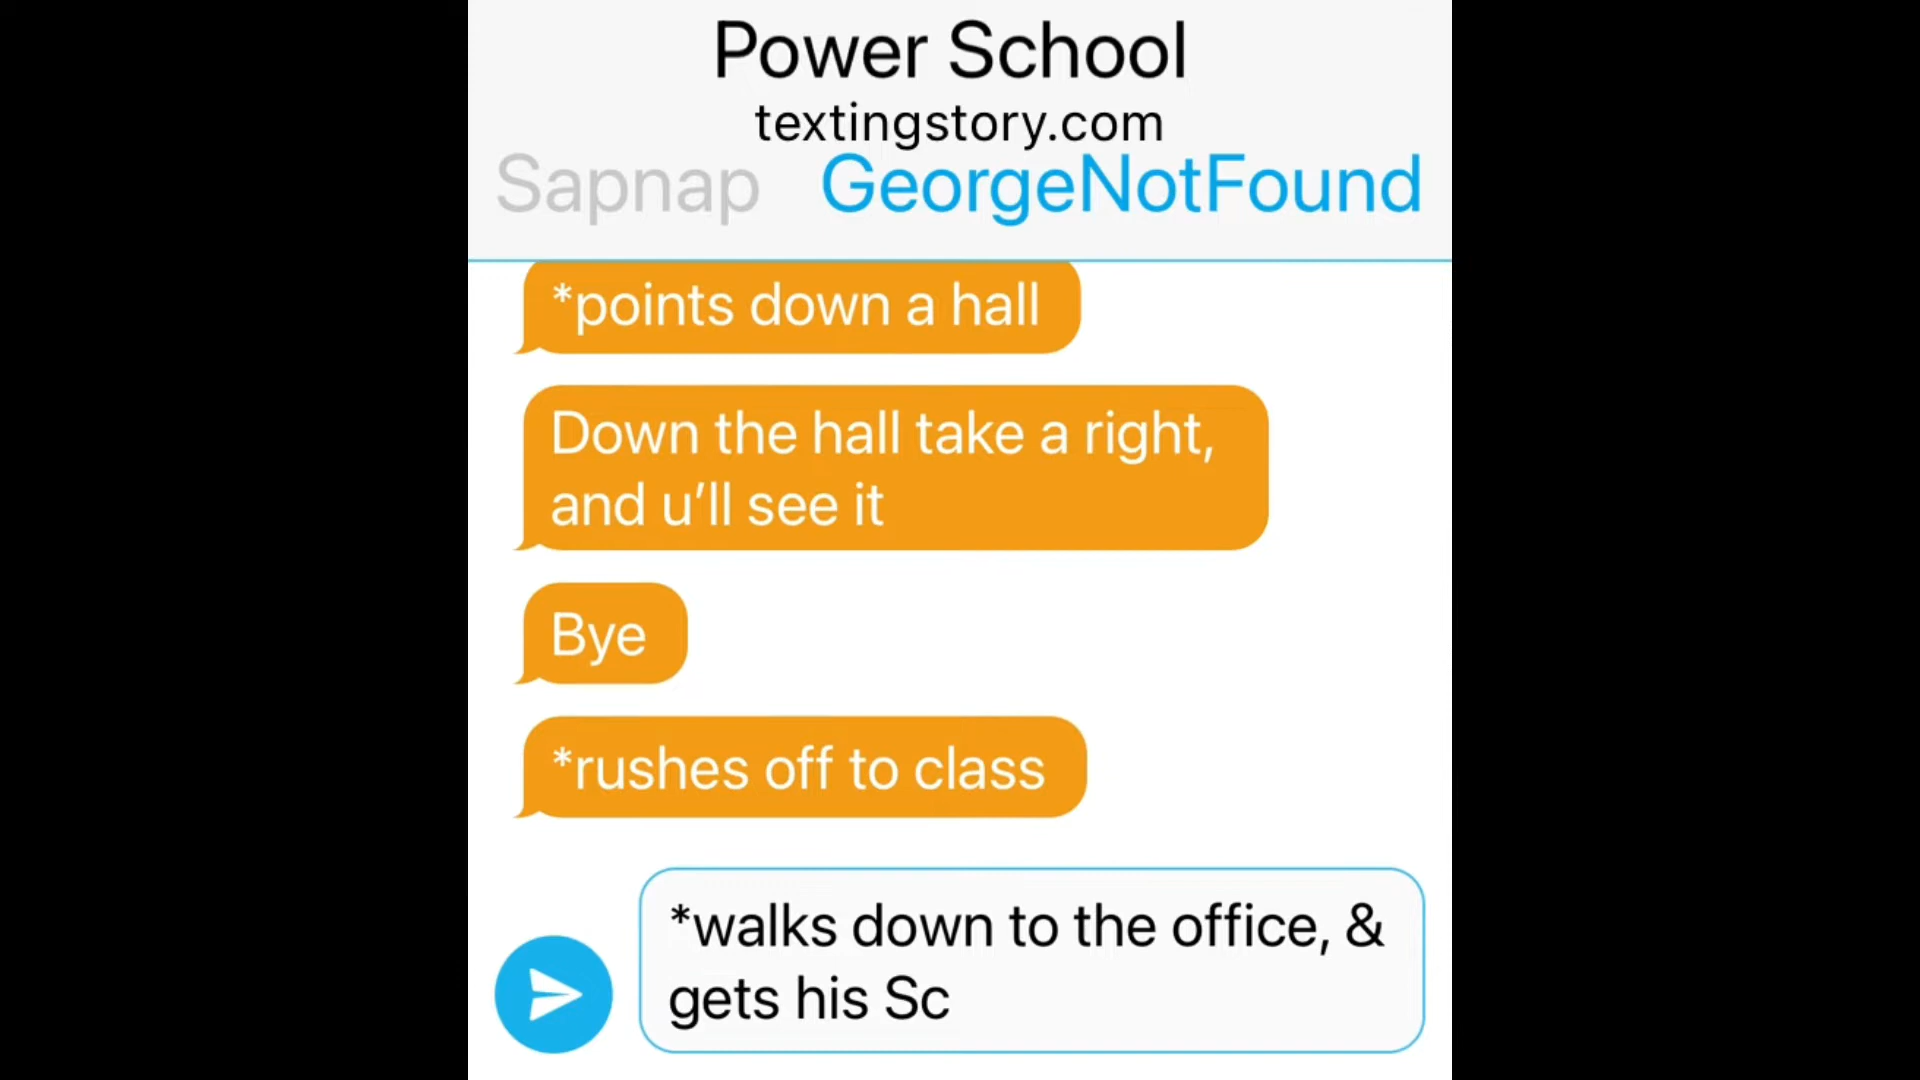 Power School
textingstory.com
Sapnap GeorgeNotFound
*points down a hall
Down the hall take a right,
and u’ll see it
Bye
*rushes off to class
*walks down to the office, &
gets his Sc